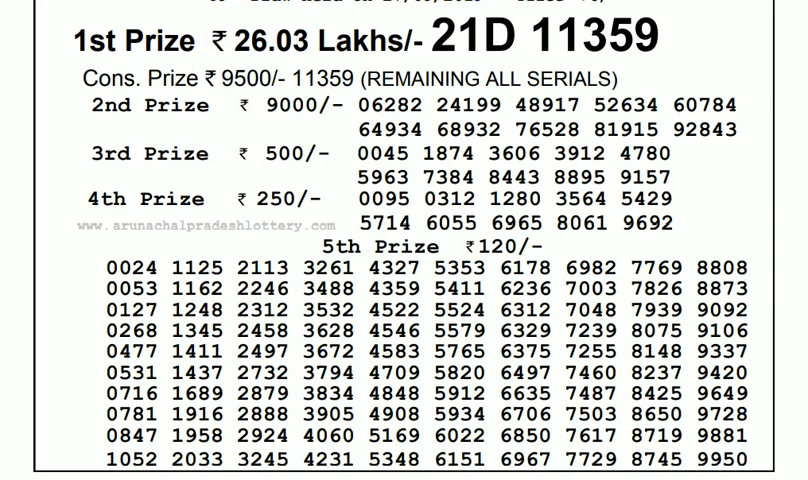 1st Prize ₹ 26.03 Lakhs/- 21D 11359
Cons. Prize ₹ 9500/- 11359 (REMAINING ALL SERIALS)
2nd Prize ₹ 9000/- 06282 24199 48917 52634 60784
64934 68932 76528 81915 92843
3rd Prize ₹ 500/- 0045 1874 3606 3912 4780
5963 7384 8443 8895 9157
4th Prize ₹ 250/- 0095 0312 1280 3564 5429
www.arunachalpradeshlottery.com 5714 6055 6965 8061 9692
5th Prize ₹120/-
0024 1125 2113 3261 4327 5353 6178 6982 7769 8808
0053 1162 2246 3488 4359 5411 6236 7003 7826 8873
0127 1248 2312 3532 4522 5524 6312 7048 7939 9092
0268 1345 2458 3628 4546 5579 6329 7239 8075 9106
0477 1411 2497 3672 4583 5765 6375 7255 8148 9337
0531 1437 2732 3794 4709 5820 6497 7460 8237 9420
0716 1689 2879 3834 4848 5912 6635 7487 8425 9649
0781 1916 2888 3905 4908 5934 6706 7503 8650 9728
0847 1958 2924 4060 5169 6022 6850 7617 8719 9881
1052 2033 3245 4231 5348 6151 6967 7729 8745 9950